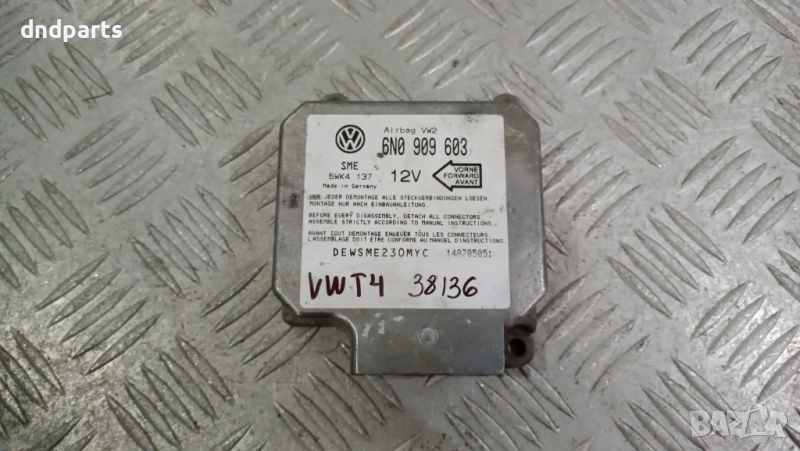 dndparts
Airbag VW2
6N0 909 603
SME
5WK4 137
12V
Made in Germany
VORNE
FORWARD
AVANT
VOR JEDER DEMONTAGE ALLE STECKVERBINDUNGEN LOESEN.
MONTAGE NUR NACH EINBAUANLEITUNG.
BEFORE EVERY DISASSEMBLY, DETACH ALL CONNECTORS
ASSEMBLE STRICTLY ACCORDING TO MANUAL INSTRUCTIONS
AVANT TOUT DEMONTAGE ENLEVER TOUS LES CONNECTEURS
L'ASSEMBLAGE DOIT ETRE CONFORME AU MANUEL D'INSTRUCTIONS.
DEWSME230MYC
14070505
VWT4 38136
BAZAR